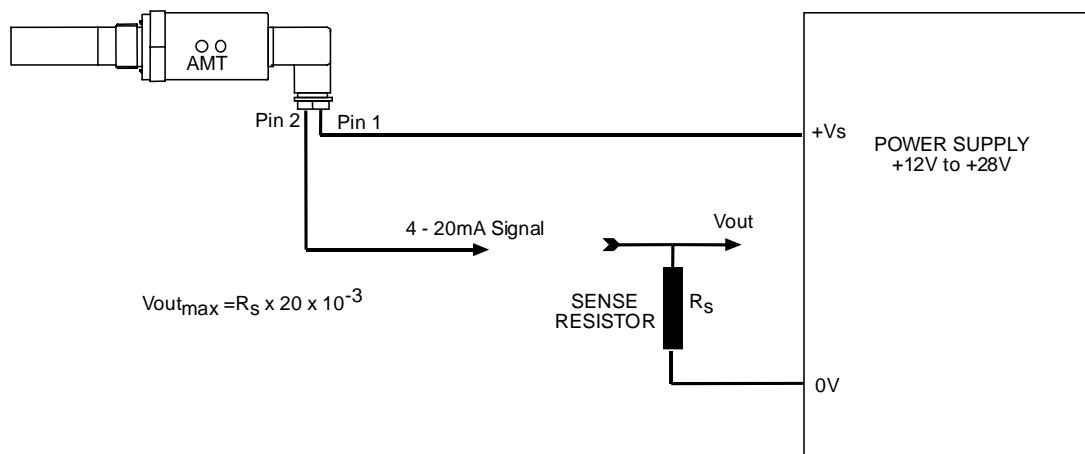 AMT
Pin 2
Pin 1
+Vs
POWER SUPPLY
+12V to +28V
4 - 20mA Signal
Vout
Voutmax =Rs x 20 x 10-3
SENSE
RESISTOR
Rs
0V